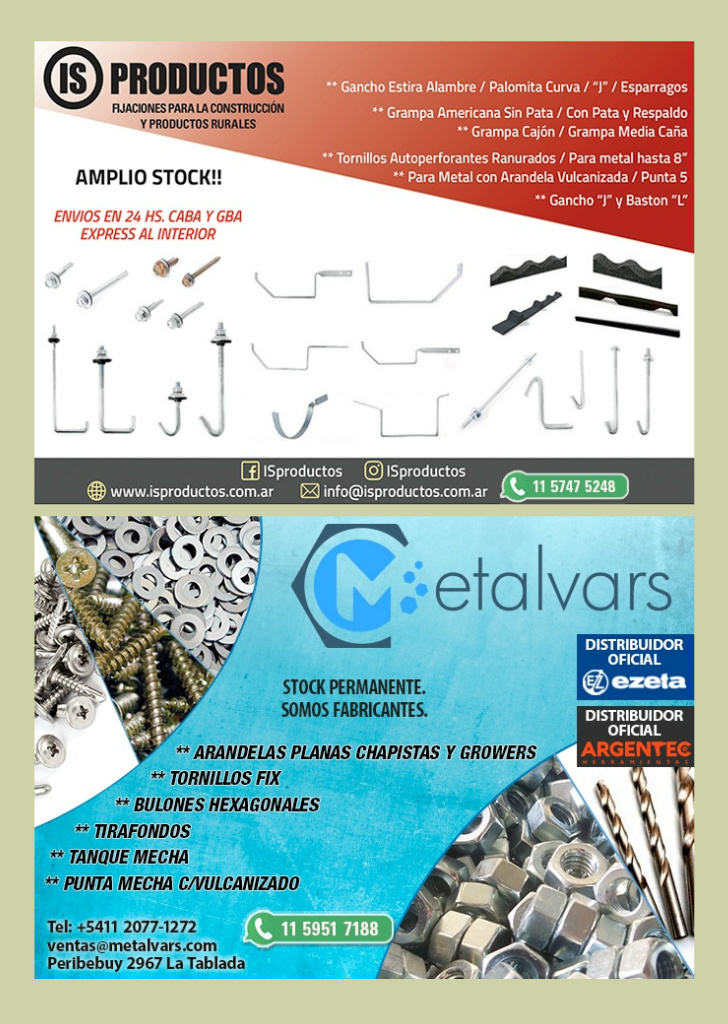 IS PRODUCTOS
FIJACIONES PARA LA CONSTRUCCIÓN
Y PRODUCTOS RURALES
** Gancho Estira Alambre / Palomita Curva / "J" / Esparragos
** Grampa Americana Sin Pata / Con Pata y Respaldo
** Grampa Cajón / Grampa Media Caña
** Tornillos Autoperforantes Ranurados / Para metal hasta 8"
** Para Metal con Arandela Vulcanizada / Punta 5
** Gancho "J" y Baston "L"
AMPLIO STOCK!!
ENVIOS EN 24 HS. CABA Y GBA
EXPRESS AL INTERIOR
ISproductos ISproductos
www.isproductos.com.ar info@isproductos.com.ar 11 5747 5248
Metalvars
DISTRIBUIDOR
OFICIAL
EZ ezeta
DISTRIBUIDOR
OFICIAL
ARGENTEC
HERRAMIENTAS
STOCK PERMANENTE.
SOMOS FABRICANTES.
** ARANDELAS PLANAS CHAPISTAS Y GROWERS
** TORNILLOS FIX
** BULONES HEXAGONALES
** TIRAFONDOS
** TANQUE MECHA
** PUNTA MECHA C/VULCANIZADO
Tel: +5411 2077-1272
ventas@metalvars.com
Peribebuy 2967 La Tablada
11 5951 7188